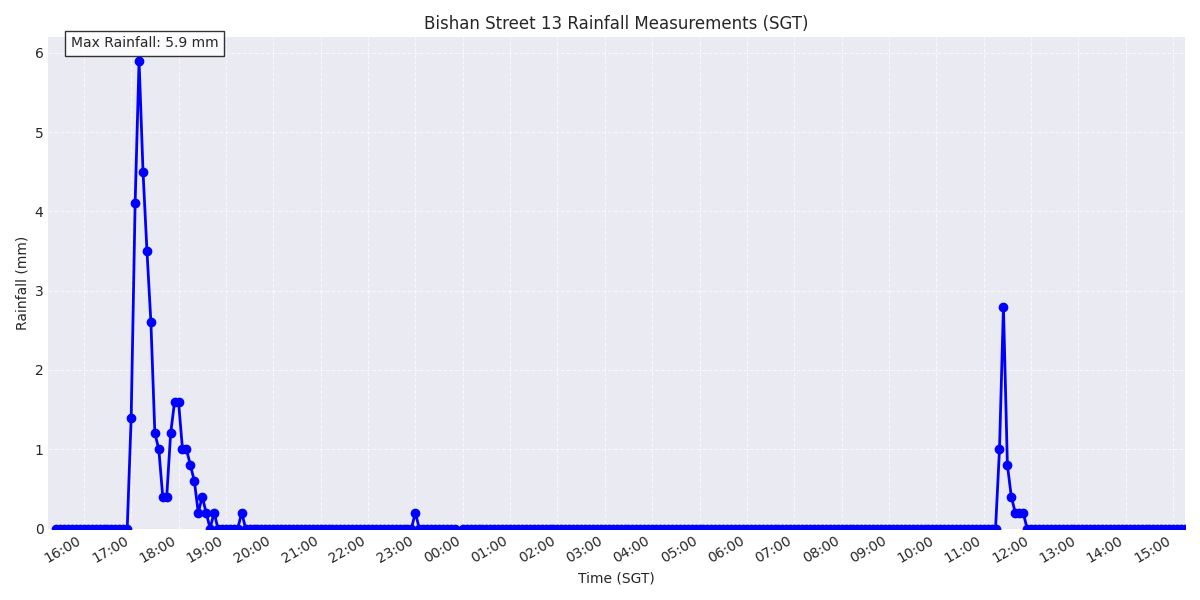 Bishan Street 13 Rainfall Measurements (SGT)
Max Rainfall: 5.9 mm
6
5
4
3
2
1
0
Rainfall (mm)
16:00 17:00 18:00 19:00 20:00 21:00 22:00 23:00 00:00 01:00 02:00 03:00 04:00 05:00 06:00 07:00 08:00 09:00 10:00 11:00 12:00 13:00 14:00 15:00
Time (SGT)